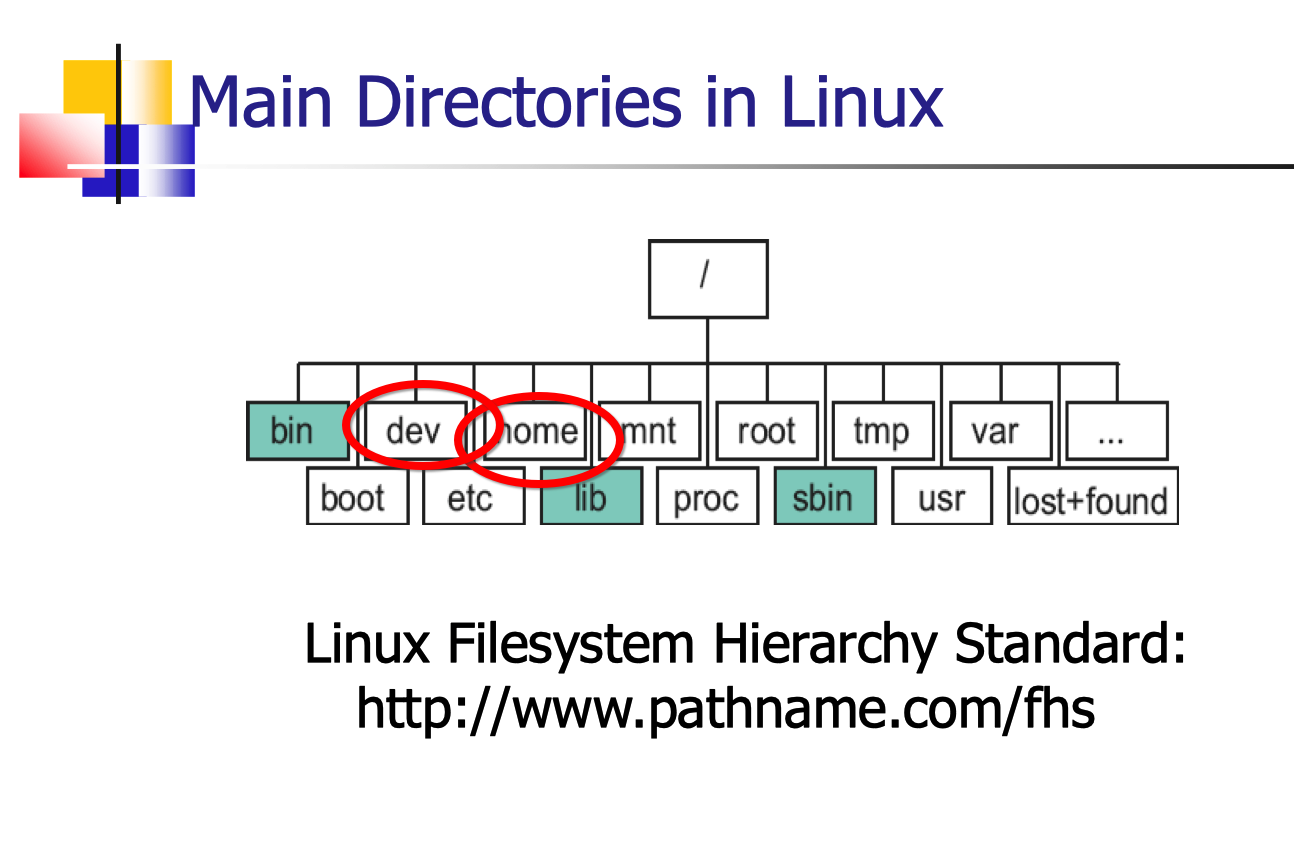 Main Directories in Linux
/
bin dev home mnt root tmp var ...
boot etc lib proc sbin usr lost+found
Linux Filesystem Hierarchy Standard:
http://www.pathname.com/fhs